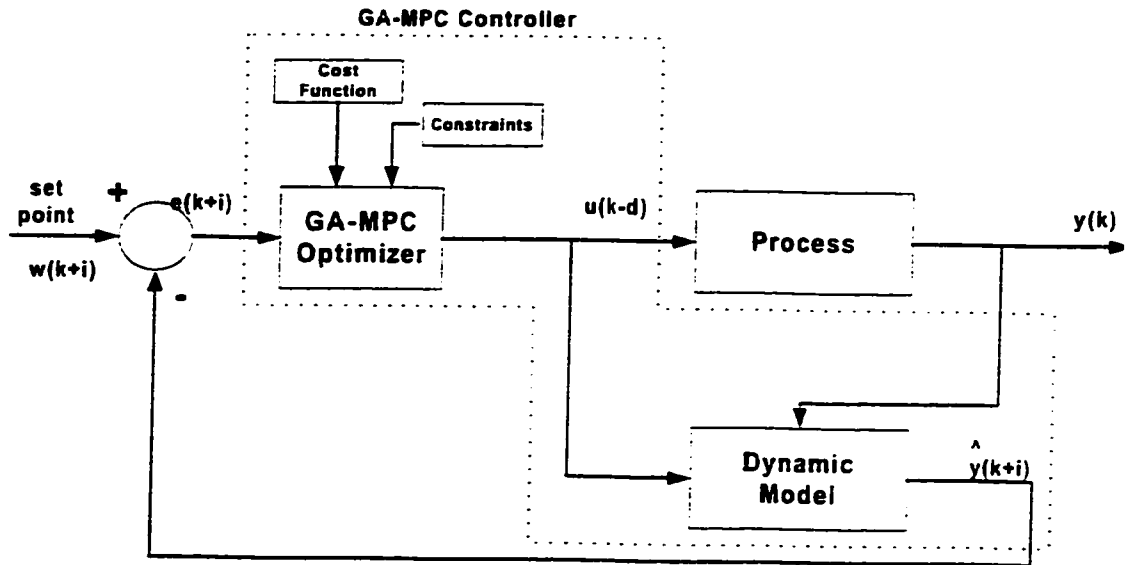 GA-MPC Controller
Cost
Function
Constraints
set
point
+
e(k+i)
w(k+i)
-
GA-MPC
Optimizer
u(k-d)
Process
y(k)
Dynamic
Model
^
y(k+i)